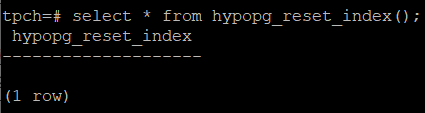 tpch=# select * from hypopg_reset_index();
 hypopg_reset_index
--------------------

(1 row)